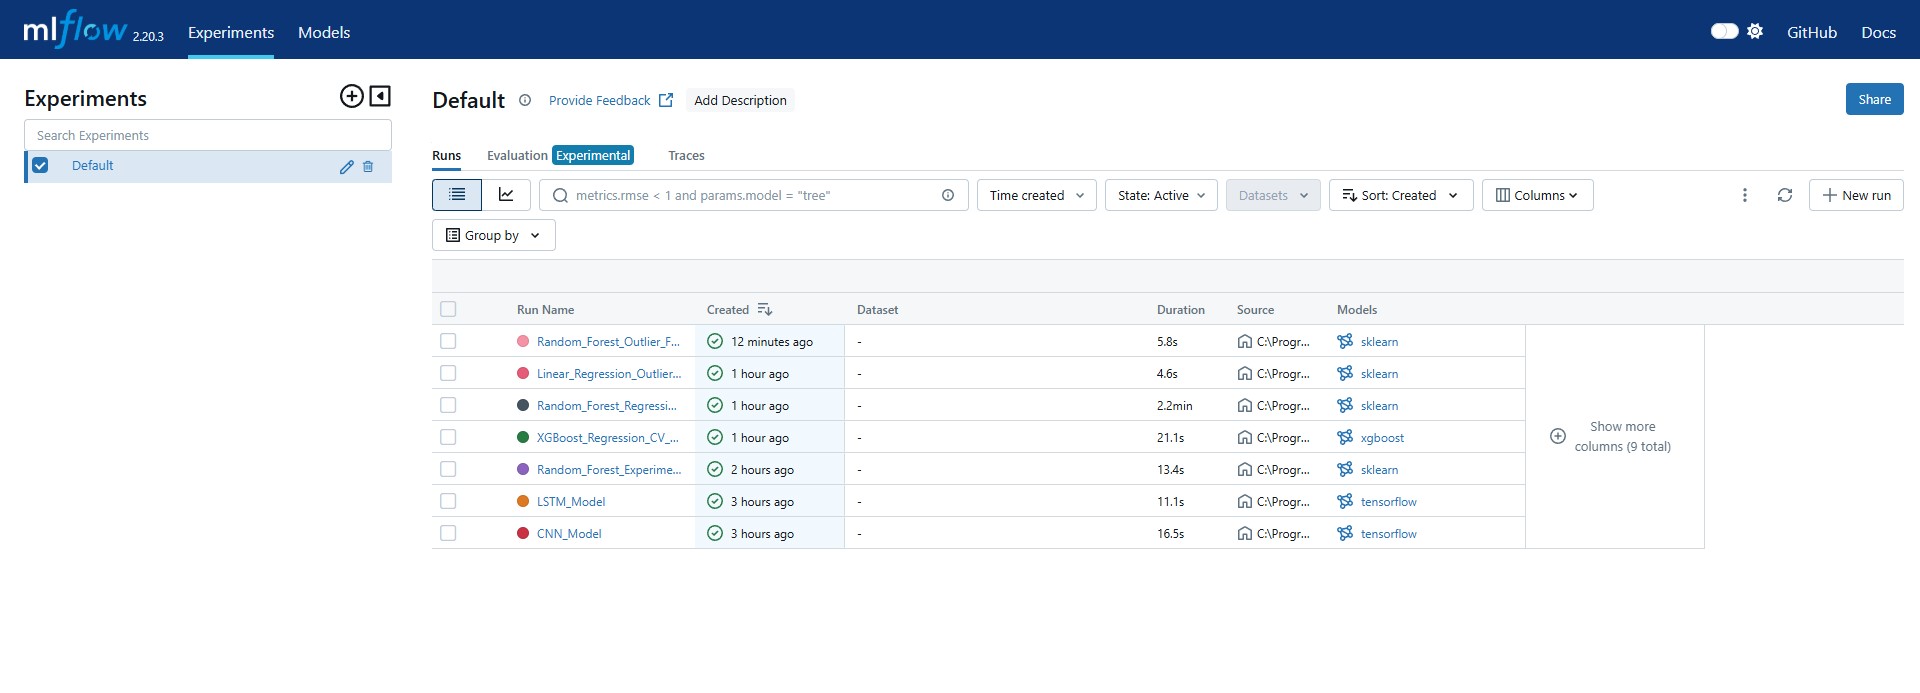 mlflow 2.20.3 Experiments Models GitHub Docs
Experiments
Search Experiments
Default
Default Provide Feedback Add Description Share
Runs Evaluation Experimental Traces
metrics.rmse < 1 and params.model = "tree" Time created State: Active Datasets Sort: Created Columns New run
Group by
Run Name Created Dataset Duration Source Models
Random_Forest_Outlier_F... 12 minutes ago - 5.8s C:\Progr... sklearn
Linear_Regression_Outlier... 1 hour ago - 4.6s C:\Progr... sklearn
Random_Forest_Regressi... 1 hour ago - 2.2min C:\Progr... sklearn
XGBoost_Regression_CV_... 1 hour ago - 21.1s C:\Progr... xgboost
Random_Forest_Experime... 2 hours ago - 13.4s C:\Progr... sklearn
LSTM_Model 3 hours ago - 11.1s C:\Progr... tensorflow
CNN_Model 3 hours ago - 16.5s C:\Progr... tensorflow
Show more
columns (9 total)